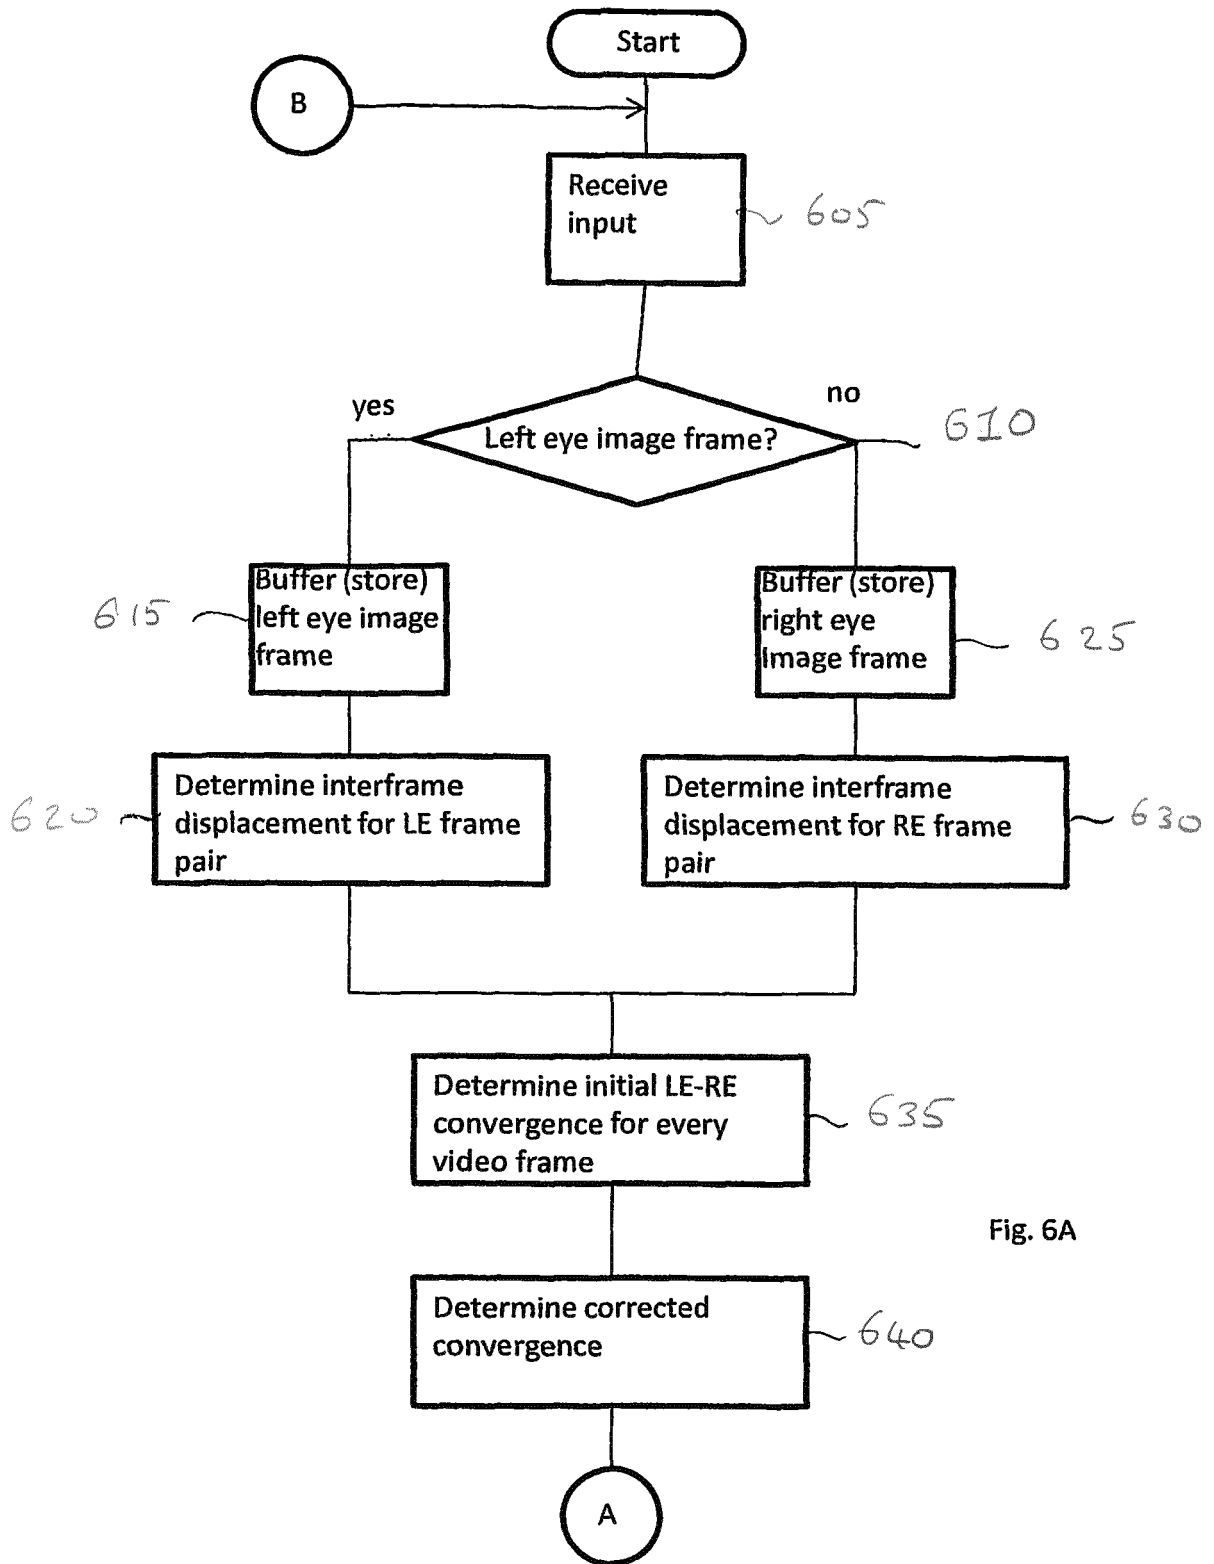 Start
B
Receive
input
605
yes
no
Left eye image frame?
610
Buffer (store)
left eye image
frame
615
Buffer (store)
right eye
Image frame
625
Determine interframe
displacement for LE frame
pair
620
Determine interframe
displacement for RE frame
pair
630
Determine initial LE-RE
convergence for every
video frame
635
Fig. 6A
Determine corrected
convergence
640
A